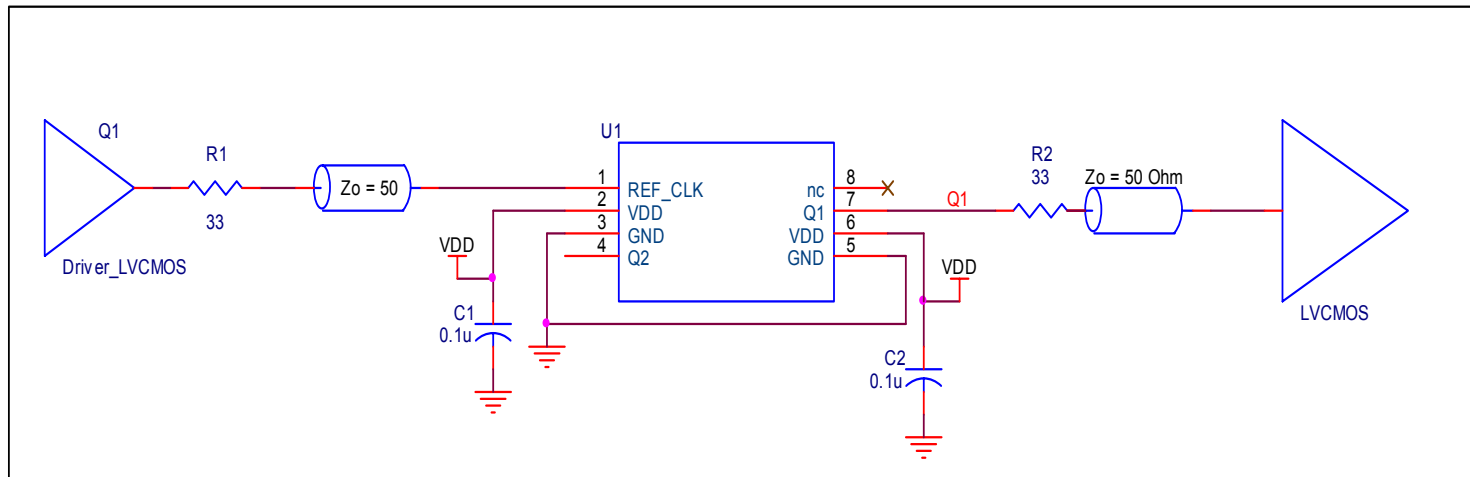 Q1
R1
33
Zo = 50
Driver_LVCMOS
U1
1
REF_CLK
2
VDD
3
GND
4
Q2
8
nc
7
Q1
6
VDD
5
GND
VDD
C1
0.1u
Q1
R2
33
Zo = 50 Ohm
VDD
C2
0.1u
LVCMOS